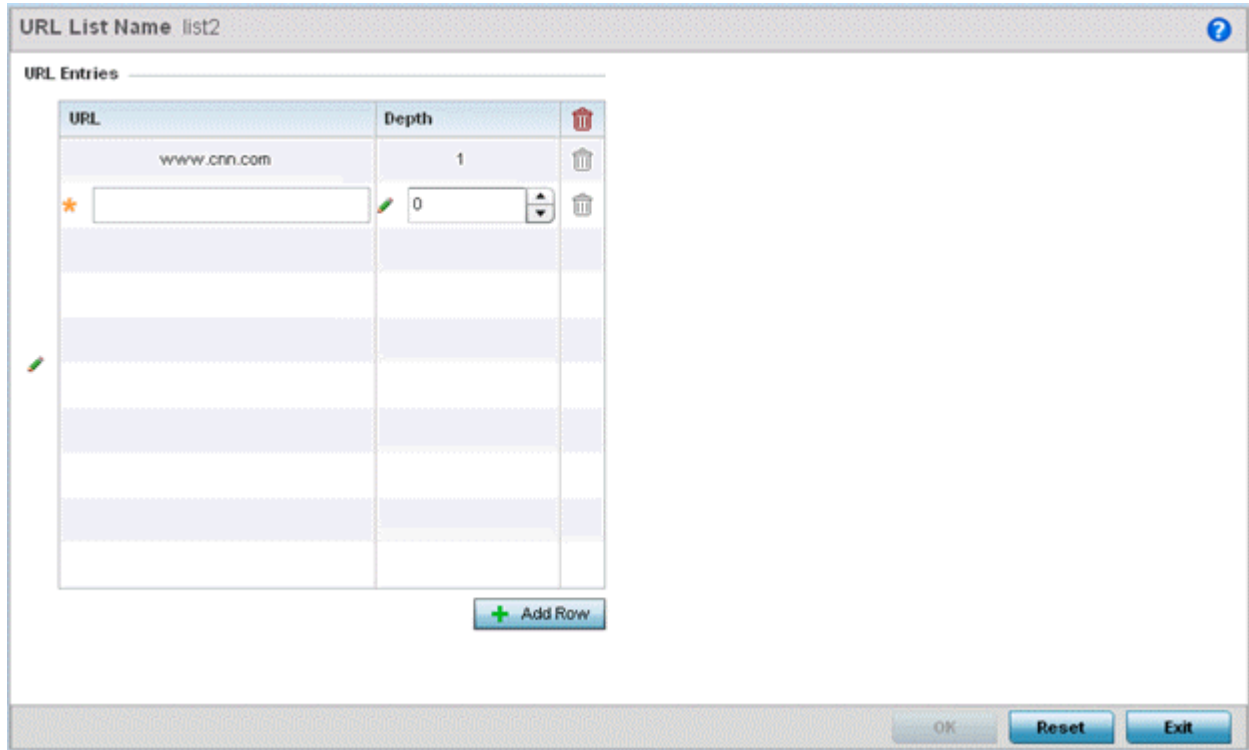 URL List Name list2
?
URL Entries
URL Depth
www.cnn.com 1
* 0
+ Add Row
OK Reset Exit